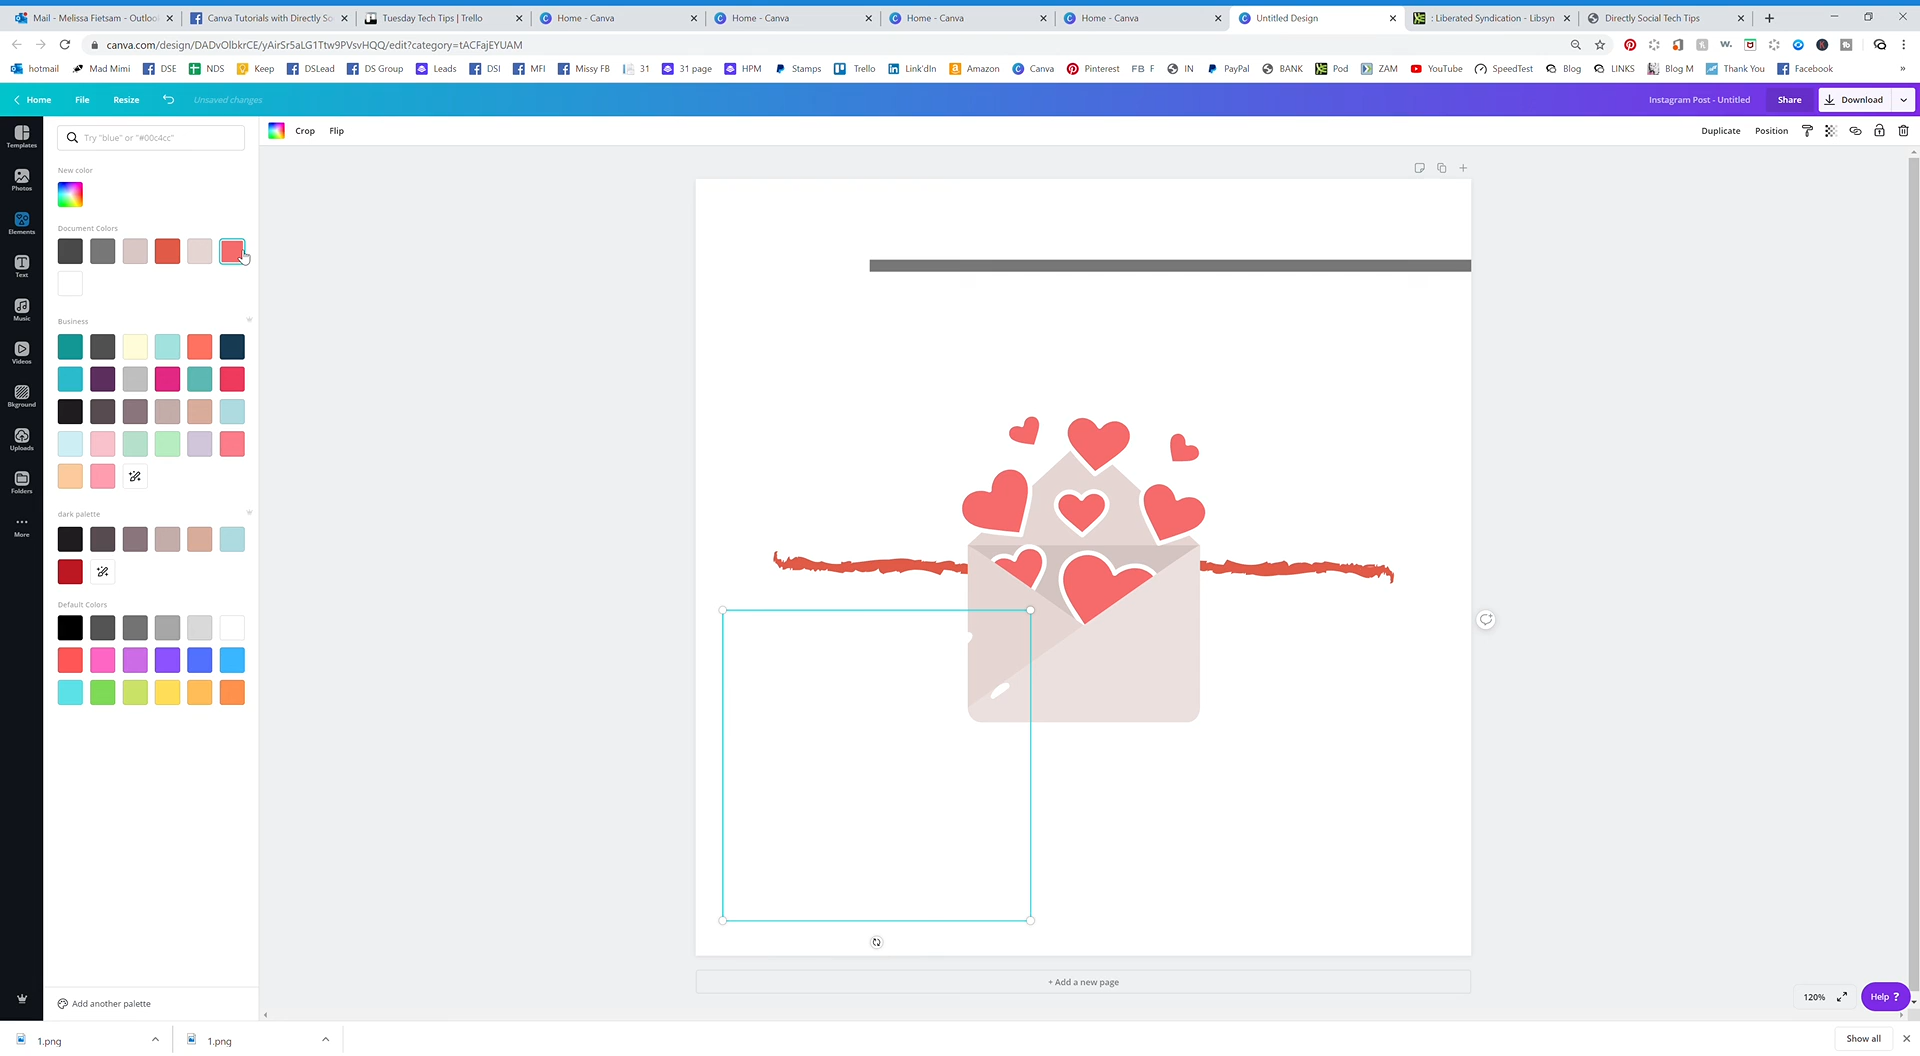 Mail - Melissa Fietsam - Outloo
Canva Tutorials with Directly So
Tuesday Tech Tips | Trello
Home - Canva
Home - Canva
Home - Canva
Home - Canva
Untitled Design
: Liberated Syndication - Libsyn
Directly Social Tech Tips
canva.com/design/DADvOlbkrCE/yAirSr5aLG1Ttw9PVsvHQQ/edit?category=tACFajEYUAM
hotmail
Mad Mimi
DSE
NDS
Keep
DSLead
DS Group
Leads
DSI
MFI
Missy FB
31
31 page
HPM
Stamps
Trello
Link'dIn
Amazon
Canva
Pinterest
FB F
IN
PayPal
BANK
Pod
ZAM
YouTube
SpeedTest
Blog
LINKS
Blog M
Thank You
Facebook
Home
File
Resize
Unsaved changes
Instagram Post - Untitled
Share
Download
Templates
Photos
Elements
Text
Music
Videos
Bkground
Uploads
Folders
More
Try "blue" or "#00c4cc"
New color
Document Colors
Business
dark palette
Default Colors
Add another palette
Crop
Flip
Duplicate
Position
+ Add a new page
120%
Help ?
1.png
1.png
Show all